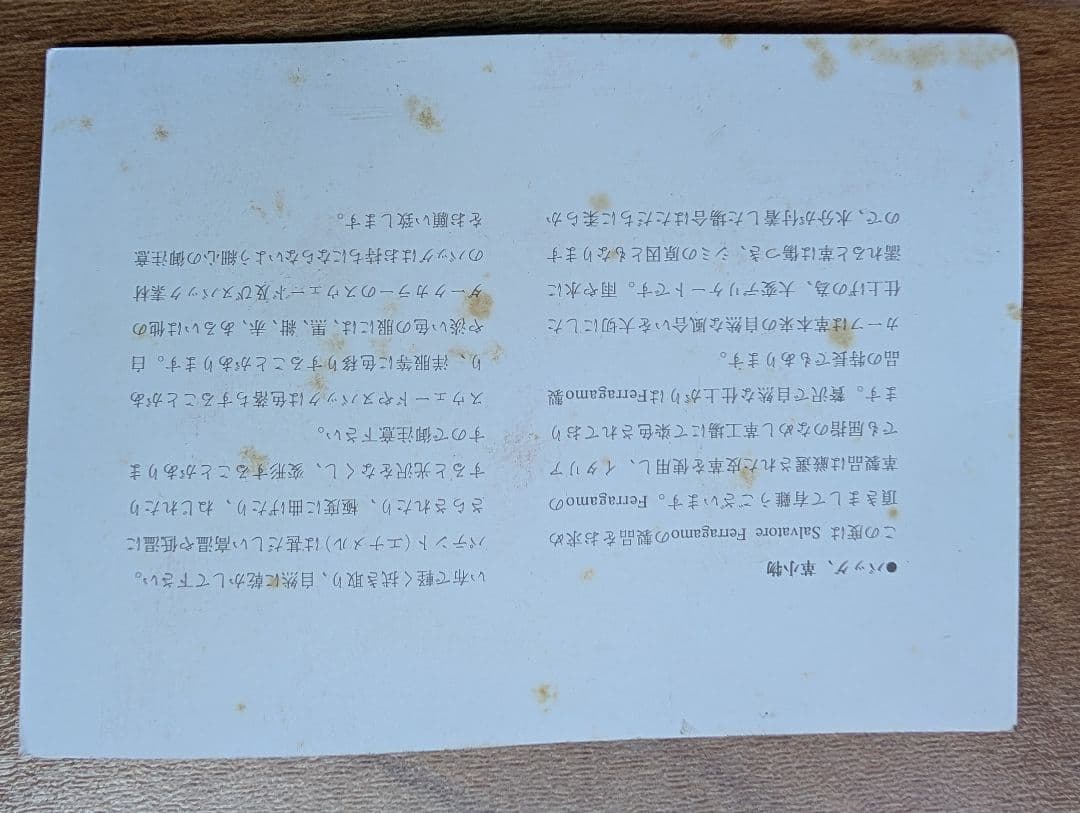 ●バッグ、革小物
この度は Salvatore Ferragamoの製品をお求め
頂きまして有難うございます。Ferragamoの
革製品は厳選された皮革を使用し、イタリア
でも屈指のなめし革工場にて染色されており
ます。贅沢で自然な仕上がりはFerragamo製
品の特長でもあります。
カーフは革本来の自然な風合いを大切にした
仕上げの為、大変デリケートです。雨や水に
濡れると革は傷つき、シミの原因ともなります
ので、水分が付着した場合はただちに柔らか
い布で軽く拭き取り、自然に乾かして下さい。
パテント(エナメル)は甚だしい高温や低温に
さらされたり、極度に曲げたり、ねじれたり
すると光沢をなくし、変形することがありま
すので御注意下さい。
スウェードやヌバックは色落ちすることがあ
り、洋服等に色移りすることがあります。白
や淡い色の服には、黒、紺、赤、あるいは他の
ダークカラーのスウェード及びヌバック素材
のバッグはお持ちにならないよう細心の御注意
をお願い致します。